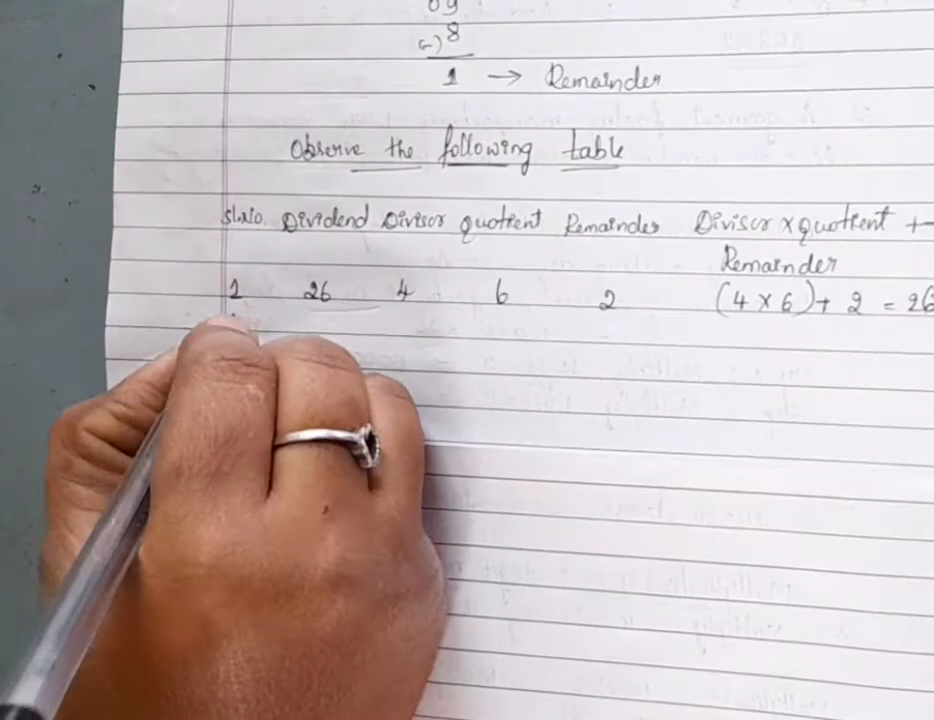 09
(-) 8
1 → Remainder
Observe the following table
Sl.No. Dividend Divisor quotient Remainder Divisor x quotient +
Remainder
1 26 4 6 2 (4 x 6) + 2 = 26